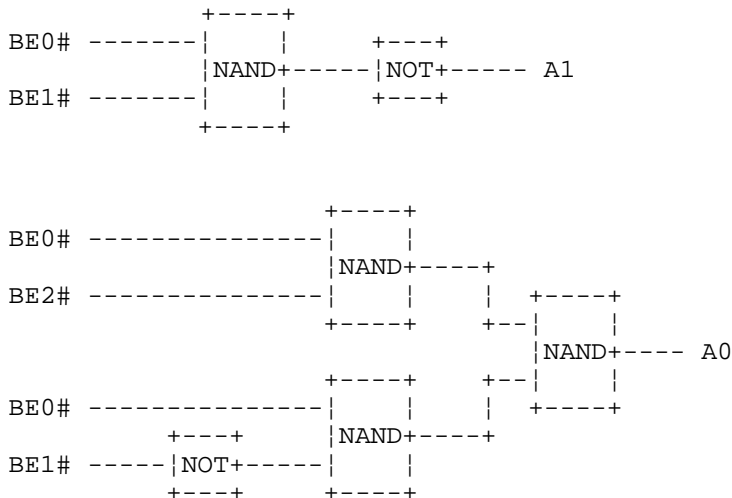 BE0#
NAND NOT A1
BE1#
BE0#
NAND
BE2#
NAND A0
BE0#
NAND
BE1# NOT